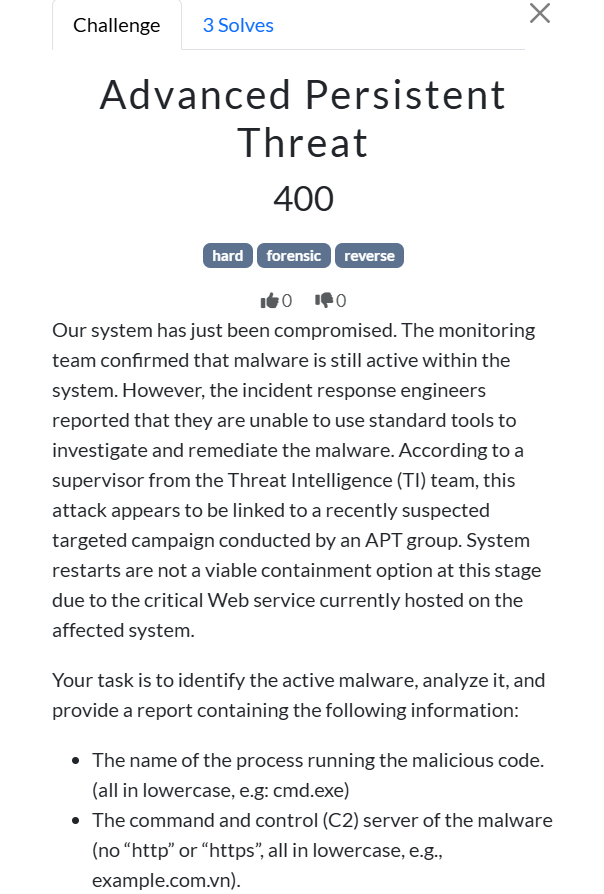 Challenge
3 Solves
Advanced Persistent
Threat
400
hard forensic reverse
0 0
Our system has just been compromised. The monitoring
team confirmed that malware is still active within the
system. However, the incident response engineers
reported that they are unable to use standard tools to
investigate and remediate the malware. According to a
supervisor from the Threat Intelligence (TI) team, this
attack appears to be linked to a recently suspected
targeted campaign conducted by an APT group. System
restarts are not a viable containment option at this stage
due to the critical Web service currently hosted on the
affected system.
Your task is to identify the active malware, analyze it, and
provide a report containing the following information:
• The name of the process running the malicious code.
(all in lowercase, e.g: cmd.exe)
• The command and control (C2) server of the malware
(no “http” or “https”, all in lowercase, e.g.,
example.com.vn).